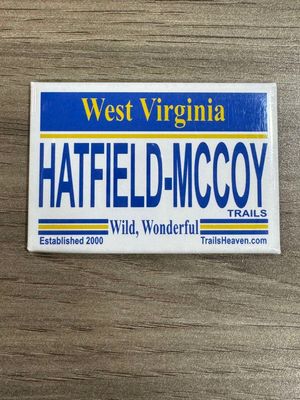 West Virginia
HATFIELD-MCCOY
TRAILS
Wild, Wonderful
Established 2000
TrailsHeaven.com